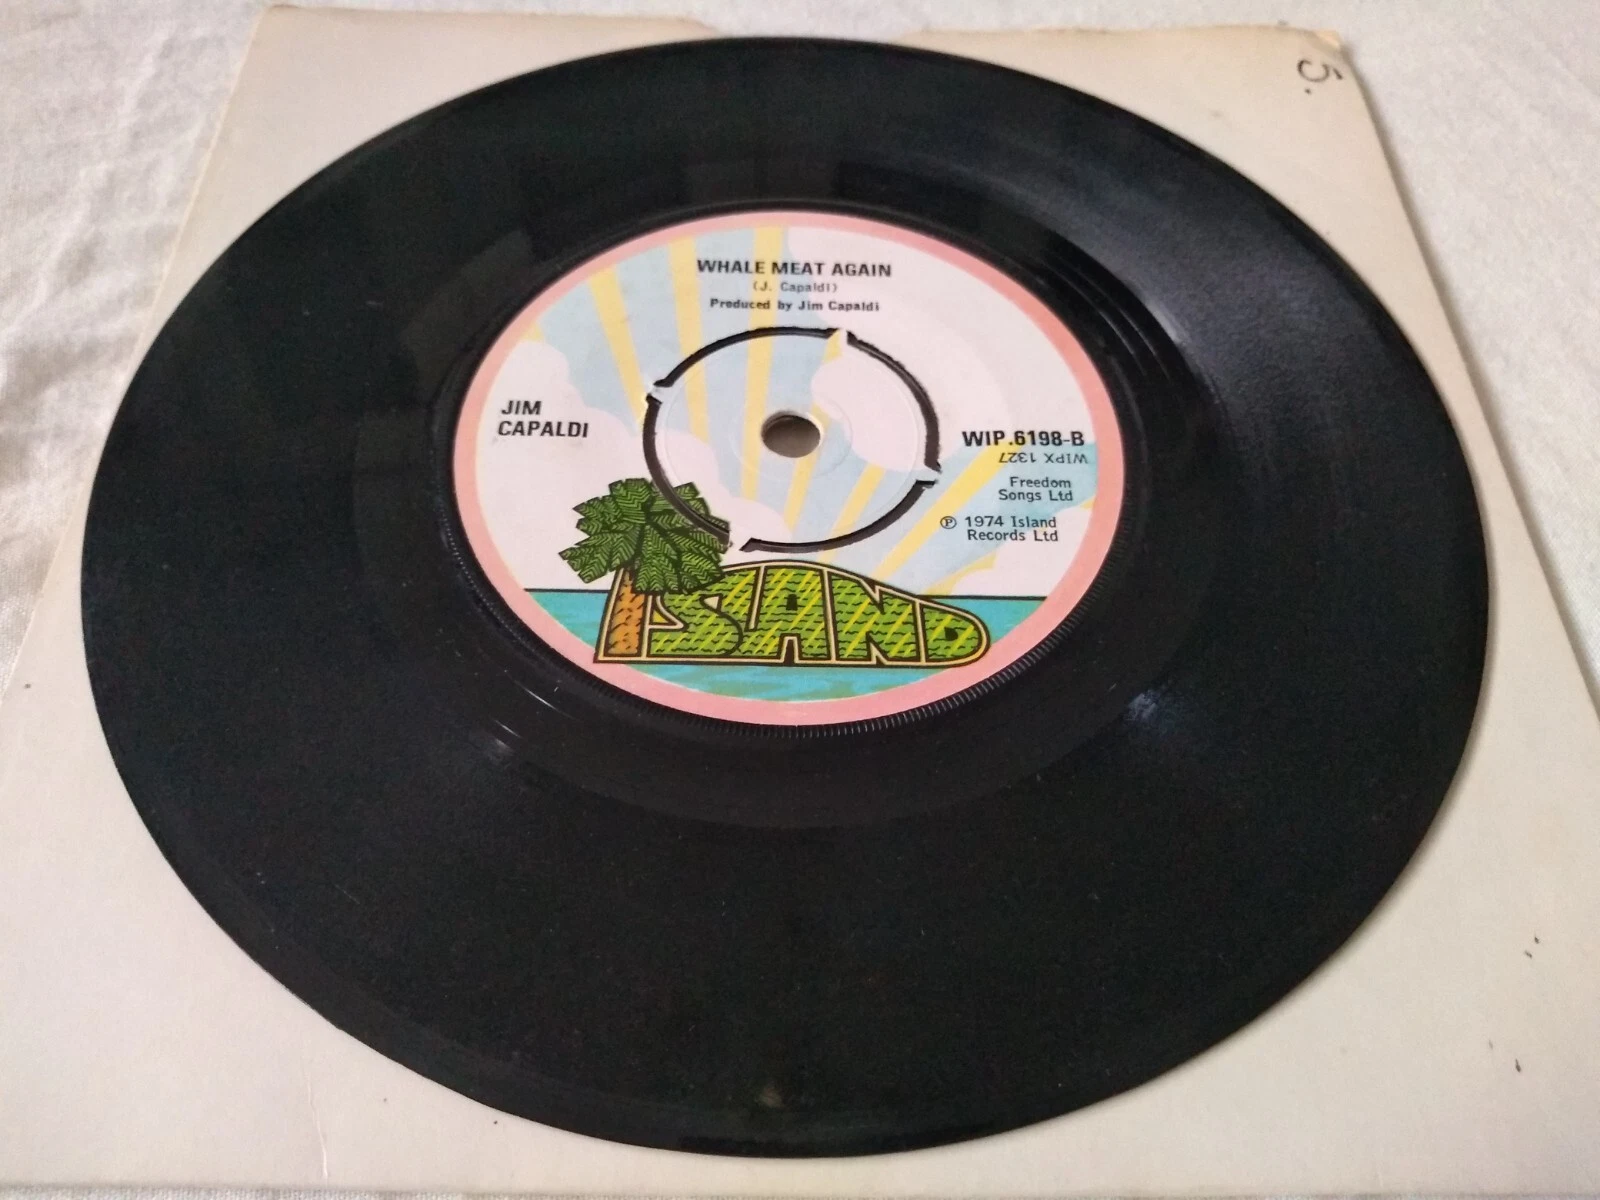 5.
WHALE MEAT AGAIN
(J. Capaldi)
Produced by Jim Capaldi
JIM
CAPALDI
WIP.6198-B
WIPX 1327
Freedom
Songs Ltd
Ⓟ 1974 Island
Records Ltd
ISLAND